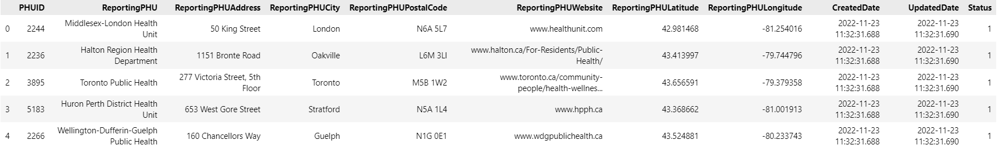 PHUID ReportingPHU ReportingPHUAddress ReportingPHUCity ReportingPHUPostalCode ReportingPHUWebsite ReportingPHULatitude ReportingPHULongitude CreatedDate UpdatedDate Status
0 2244 Middlesex-London Health Unit 50 King Street London N6A 5L7 www.healthunit.com 42.981468 -81.254016 2022-11-23 11:32:31.688 2022-11-23 11:32:31.690 1
1 2236 Halton Region Health Department 1151 Bronte Road Oakville L6M 3LI www.halton.ca/For-Residents/Public-Health/ 43.413997 -79.744796 2022-11-23 11:32:31.688 2022-11-23 11:32:31.690 1
2 3895 Toronto Public Health 277 Victoria Street, 5th Floor Toronto M5B 1W2 www.toronto.ca/community-people/health-wellnes... 43.656591 -79.379358 2022-11-23 11:32:31.688 2022-11-23 11:32:31.690 1
3 5183 Huron Perth District Health Unit 653 West Gore Street Stratford N5A 1L4 www.hpph.ca 43.368662 -81.001913 2022-11-23 11:32:31.688 2022-11-23 11:32:31.690 1
4 2266 Wellington-Dufferin-Guelph Public Health 160 Chancellors Way Guelph N1G 0E1 www.wdgpublichealth.ca 43.524881 -80.233743 2022-11-23 11:32:31.688 2022-11-23 11:32:31.690 1